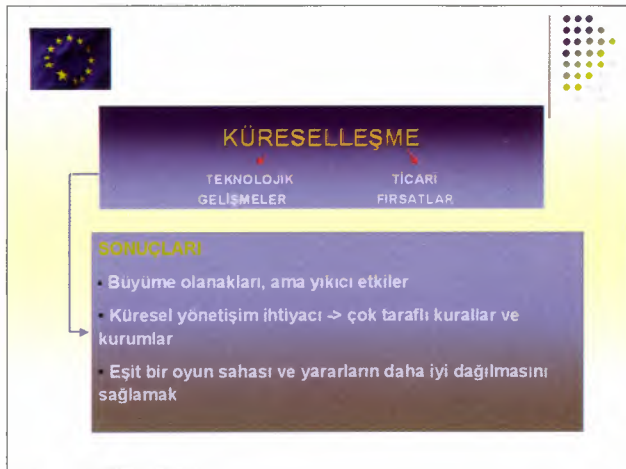 KÜRESELLEŞME
TEKNOLOJİK TİCARİ
GELİŞMELER FIRSATLAR
SONUÇLARI
• Büyüme olanakları, ama yıkıcı etkiler
• Küresel yönetişim ihtiyacı -> çok taraflı kurallar ve
kurumlar
• Eşit bir oyun sahası ve yararların daha iyi dağılmasını
sağlamak